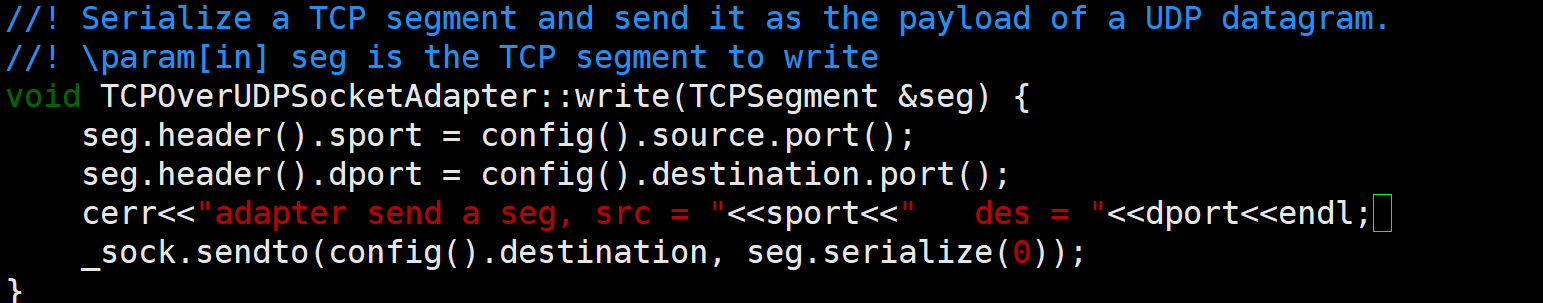 //! Serialize a TCP segment and send it as the payload of a UDP datagram.
//! \param[in] seg is the TCP segment to write
void TCPOverUDPSocketAdapter::write(TCPSegment &seg) {
    seg.header().sport = config().source.port();
    seg.header().dport = config().destination.port();
    cerr<<"adapter send a seg, src = "<<sport<<"   des = "<<dport<<endl;
    _sock.sendto(config().destination, seg.serialize(0));
}